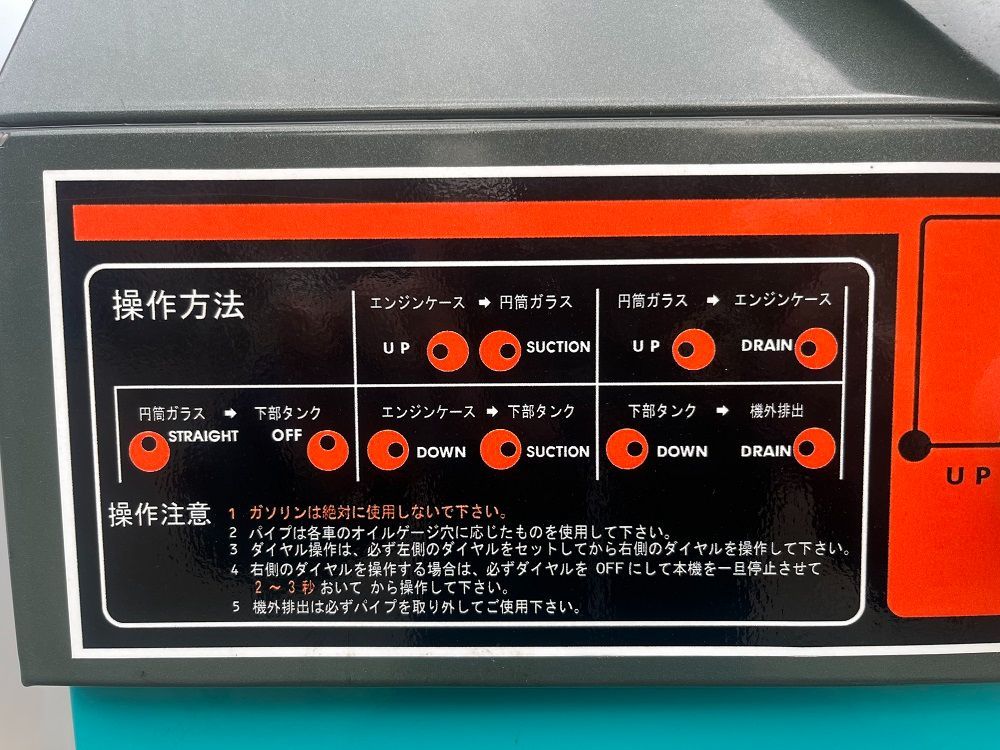 操作方法
エンジンケース ➡ 円筒ガラス
UP SUCTION
円筒ガラス ➡ エンジンケース
UP DRAIN
円筒ガラス ➡ 下部タンク
STRAIGHT OFF
エンジンケース ➡ 下部タンク
DOWN SUCTION
下部タンク ➡ 機外排出
DOWN DRAIN
操作注意
1 ガソリンは絶対に使用しないで下さい。
2 パイプは各車のオイルゲージ穴に応じたものを使用して下さい。
3 ダイヤル操作は、必ず左側のダイヤルをセットしてから右側のダイヤルを操作して下さい。
4 右側のダイヤルを操作する場合は、必ずダイヤルを OFFにして本機を一旦停止させて
2～3秒おいて から操作して下さい。
5 機外排出は必ずパイプを取り外してご使用下さい。
UP